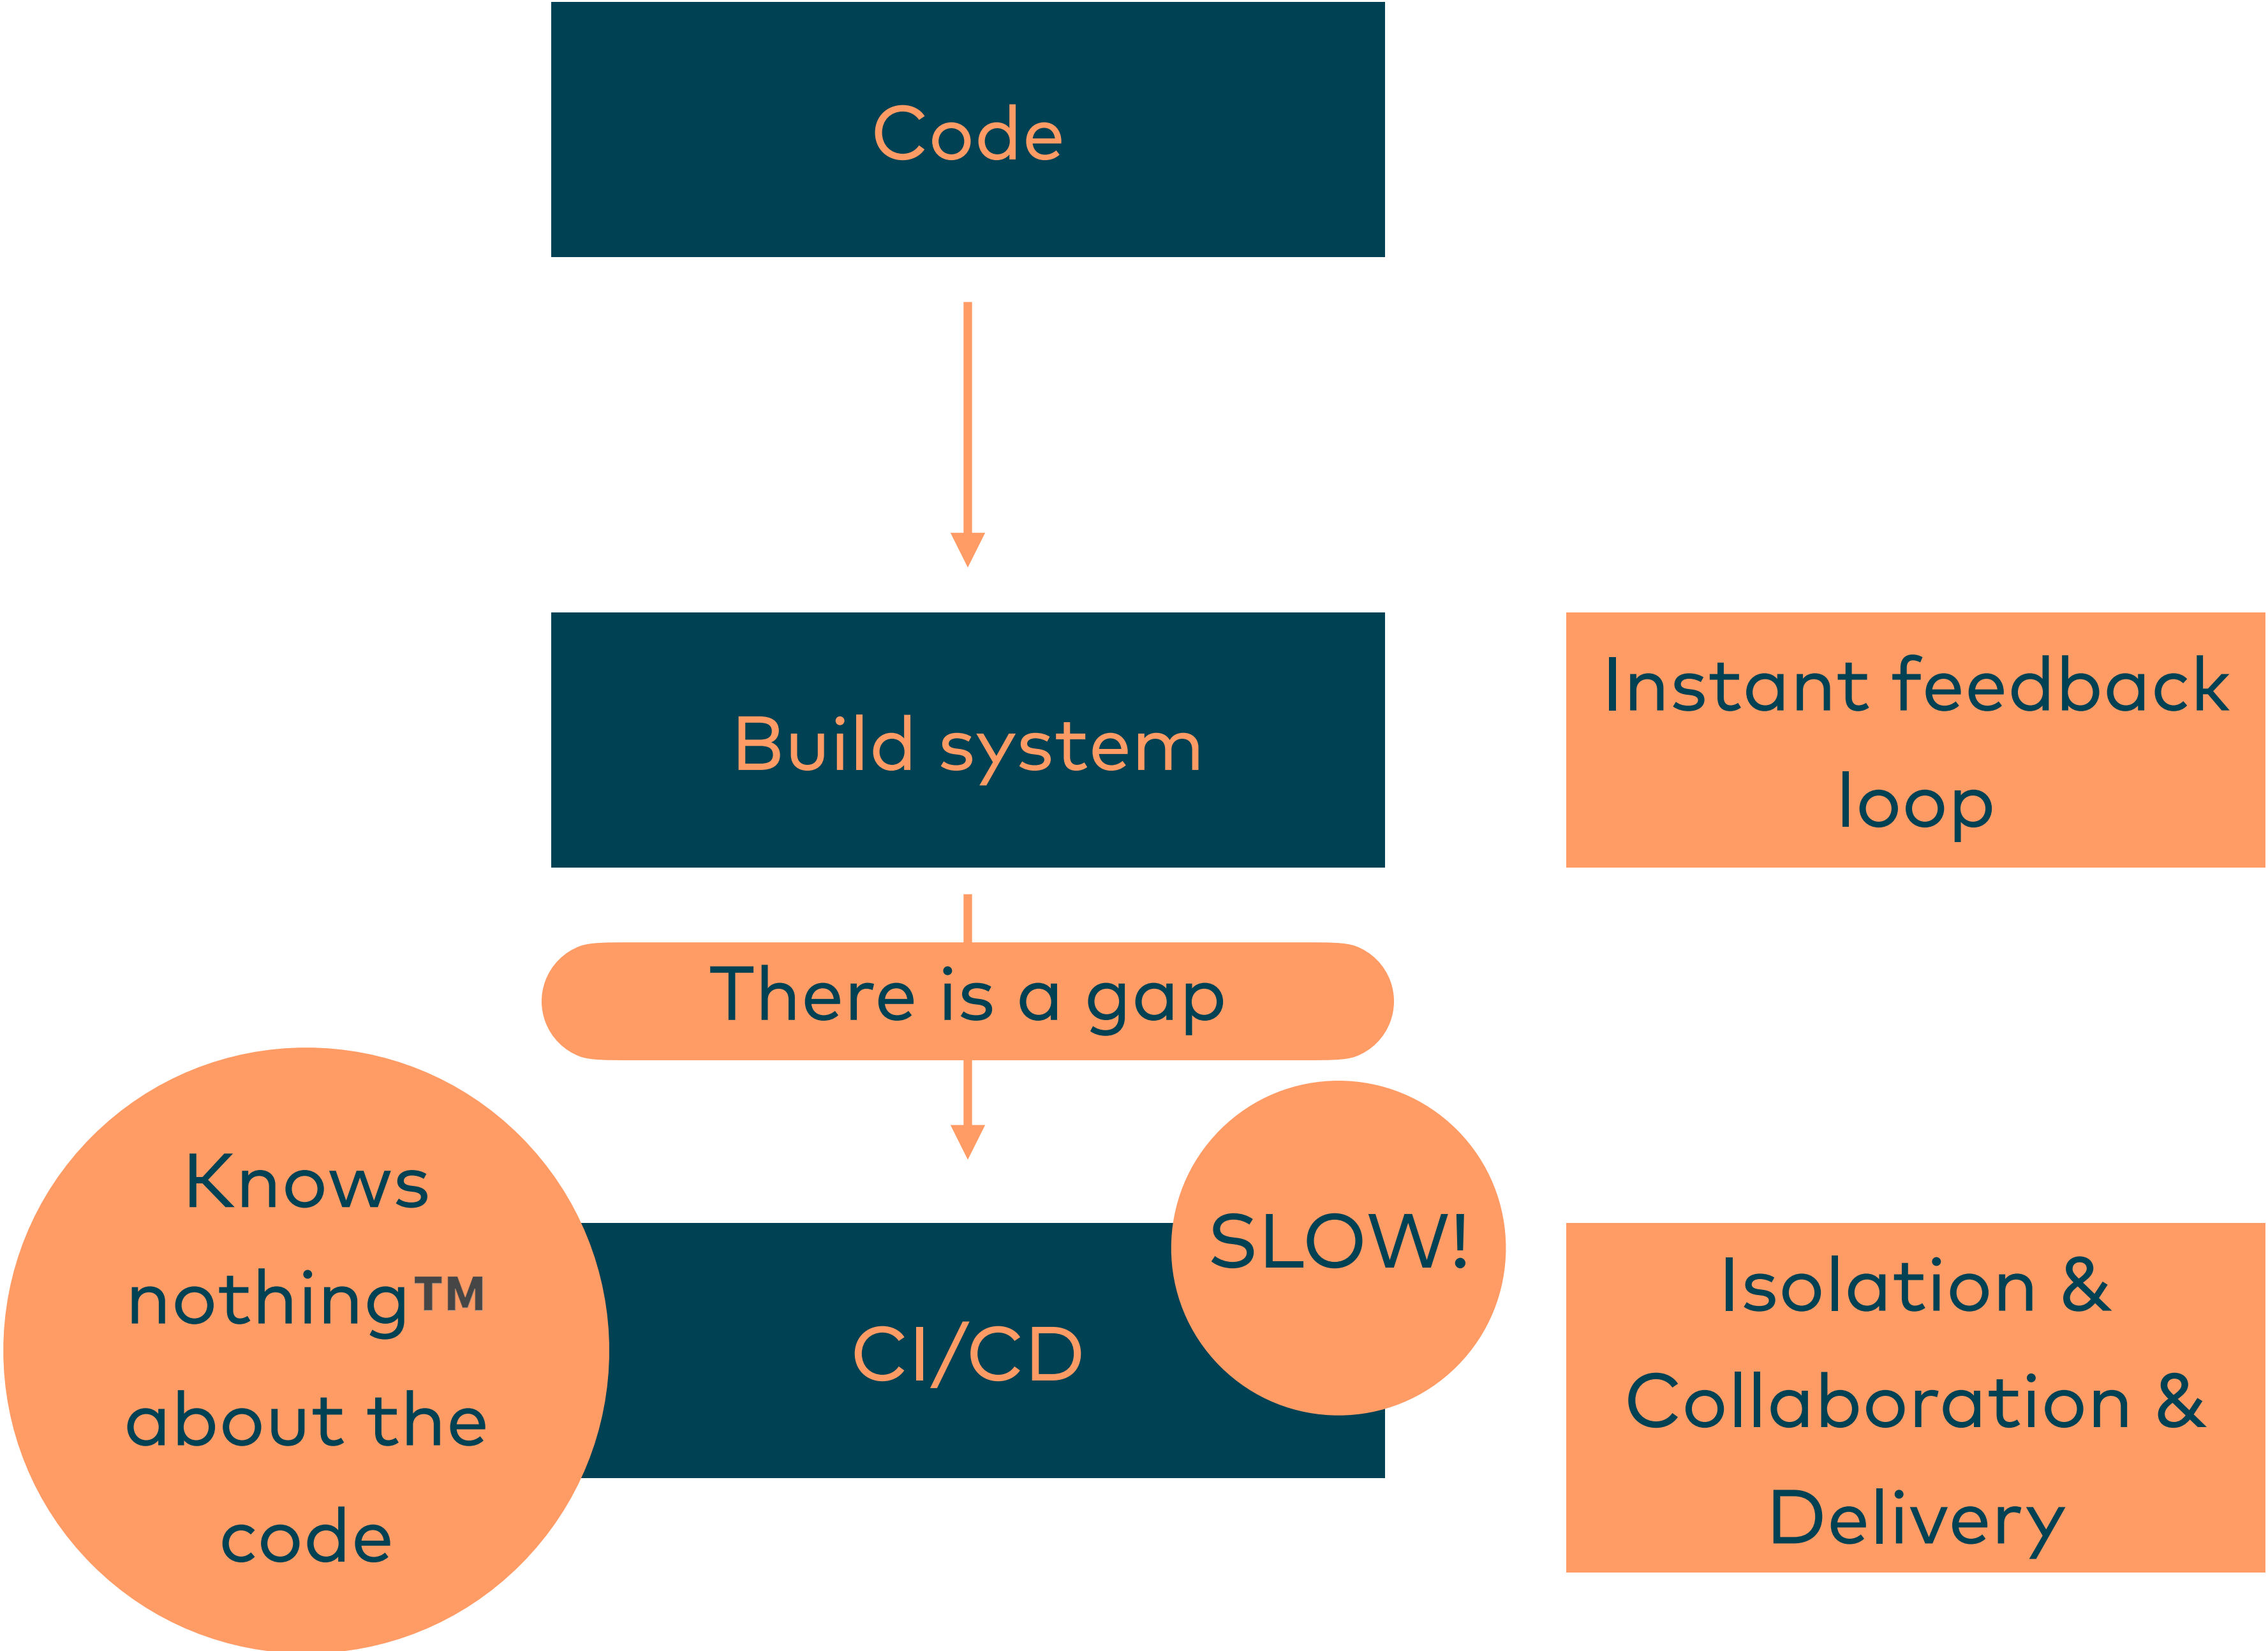 Code
Build system
Instant feedback
loop
There is a gap
Knows
nothing™
about the
code
SLOW!
CI/CD
Isolation &
Collaboration &
Delivery